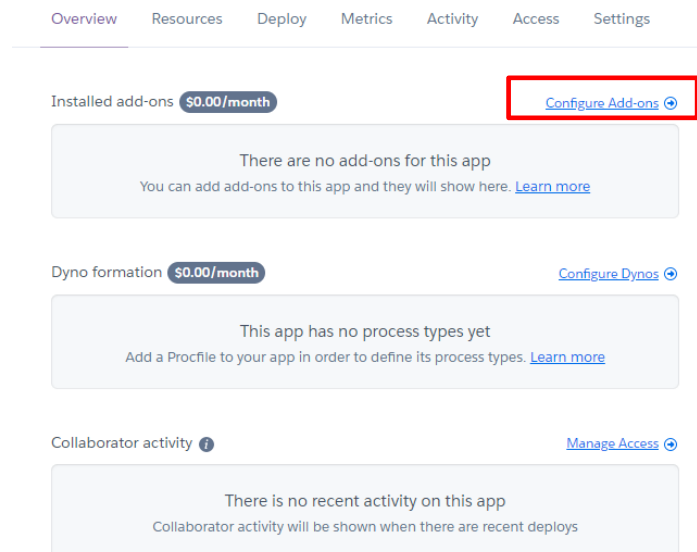 Overview Resources Deploy Metrics Activity Access Settings
Installed add-ons $0.00/month Configure Add-ons
There are no add-ons for this app
You can add add-ons to this app and they will show here. Learn more
Dyno formation $0.00/month Configure Dynos
This app has no process types yet
Add a Procfile to your app in order to define its process types. Learn more
Collaborator activity i Manage Access
There is no recent activity on this app
Collaborator activity will be shown when there are recent deploys